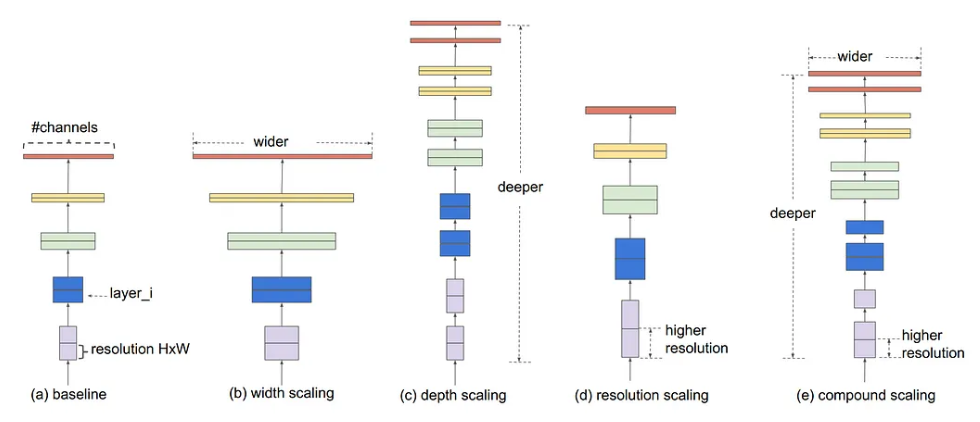 #channels
layer_i
resolution HxW
(a) baseline
wider
(b) width scaling
deeper
(c) depth scaling
higher
resolution
(d) resolution scaling
wider
deeper
higher
resolution
(e) compound scaling